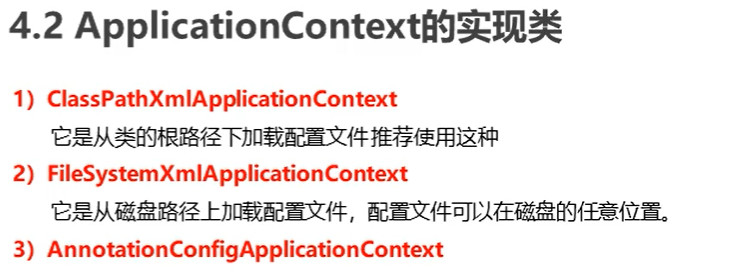 4.2 ApplicationContext的实现类
1）ClassPathXmlApplicationContext
它是从类的根路径下加载配置文件 推荐使用这种
2）FileSystemXmlApplicationContext
它是从磁盘路径上加载配置文件，配置文件可以在磁盘的任意位置。
3）AnnotationConfigApplicationContext